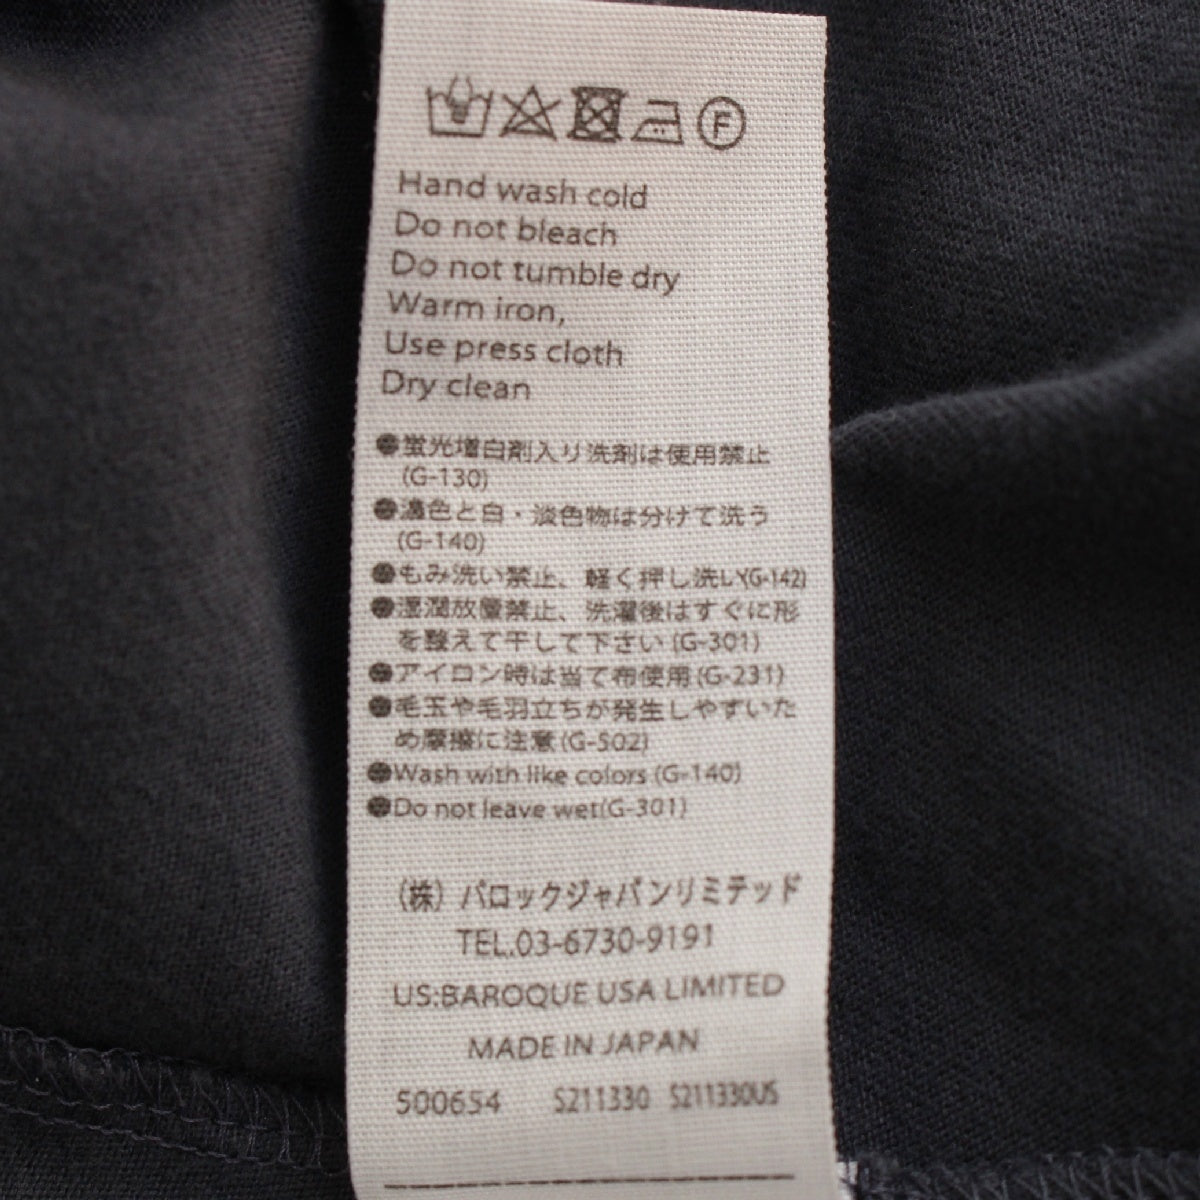 F
Hand wash cold
Do not bleach
Do not tumble dry
Warm iron,
Use press cloth
Dry clean
●蛍光増白剤入り洗剤は使用禁止
(G-130)
●濃色と白・淡色物は分けて洗う
(G-140)
●もみ洗い禁止、軽く押し洗い(G-142)
●湿潤放置禁止、洗濯後はすぐに形
を整えて干して下さい(G-301)
●アイロン時は当て布使用(G-231)
●毛玉や毛羽立ちが発生しやすいた
め摩擦に注意(G-502)
●Wash with like colors (G-140)
●Do not leave wet(G-301)
(株)バロックジャパンリミテッド
TEL.03-6730-9191
US:BAROQUE USA LIMITED
MADE IN JAPAN
500654 S211330 S211330US